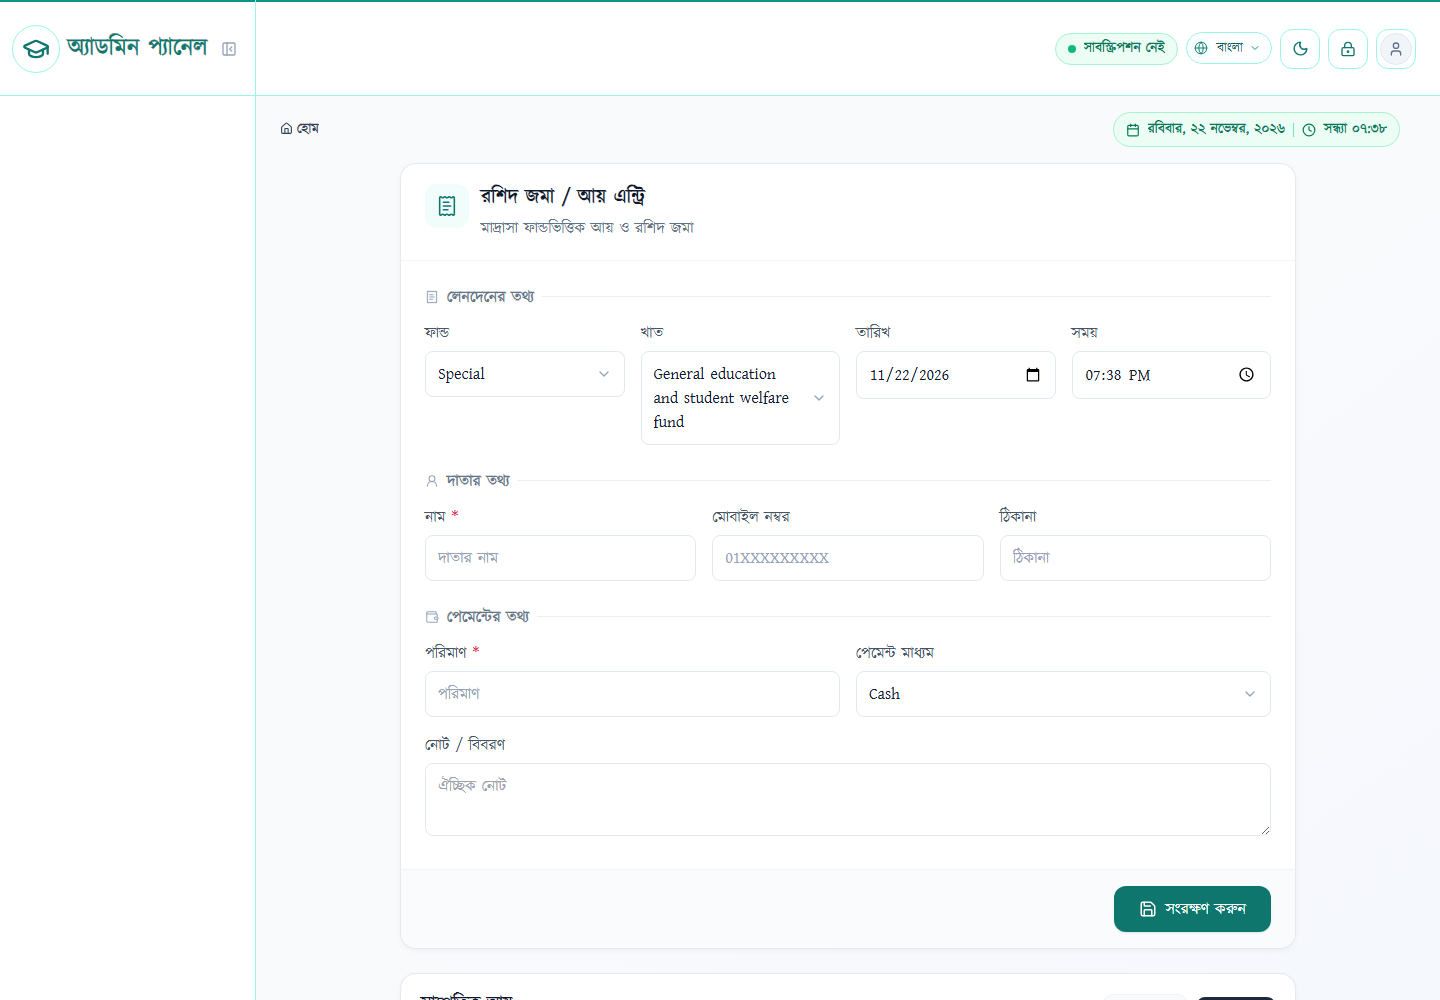 অ্যাডমিন প্যানেল
সাবস্ক্রিপশন নেই
বাংলা
হোম
রবিবার, ২২ নভেম্বর, ২০২৬ | সন্ধ্যা ০৭:৩৮
রশিদ জমা / আয় এন্ট্রি
মাদ্রাসা ফান্ডভিত্তিক আয় ও রশিদ জমা
লেনদেনের তথ্য
ফান্ড
খাত
তারিখ
সময়
Special
General education
and student welfare
fund
11/22/2026
07:38 PM
দাতার তথ্য
নাম *
মোবাইল নম্বর
ঠিকানা
দাতার নাম
01XXXXXXXXX
ঠিকানা
পেমেন্টের তথ্য
পরিমাণ *
পেমেন্ট মাধ্যম
পরিমাণ
Cash
নোট / বিবরণ
ঐচ্ছিক নোট
সংরক্ষণ করুন